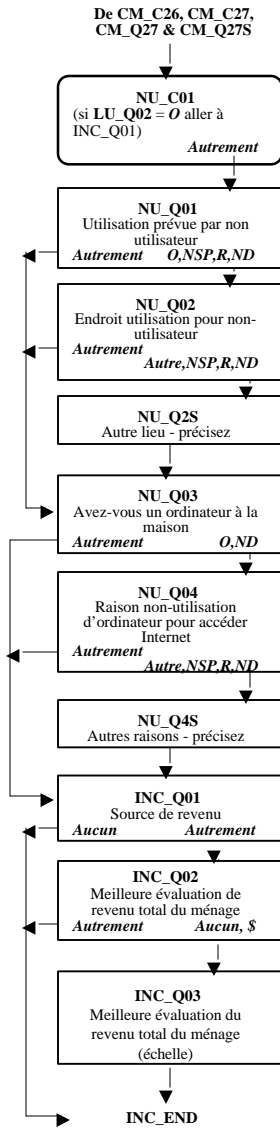 De CM_C26, CM_C27,
CM_Q27 & CM_Q27S
NU_C01
(si LU_Q02 = O aller à
INC_Q01)
Autrement
NU_Q01
Utilisation prévue par non
utilisateur
Autrement O,NSP,R,ND
NU_Q02
Endroit utilisation pour non-
utilisateur
Autrement
Autre,NSP,R,ND
NU_Q2S
Autre lieu - précisez
NU_Q03
Avez-vous un ordinateur à la
maison
Autrement O,ND
NU_Q04
Raison non-utilisation
d'ordinateur pour accéder
Internet
Autrement
Autre,NSP,R,ND
NU_Q4S
Autres raisons - précisez
INC_Q01
Source de revenu
Aucun Autrement
INC_Q02
Meilleure évaluation de
revenu total du ménage
Autrement Aucun, $
INC_Q03
Meilleure évaluation du
revenu total du ménage
(échelle)
INC_END